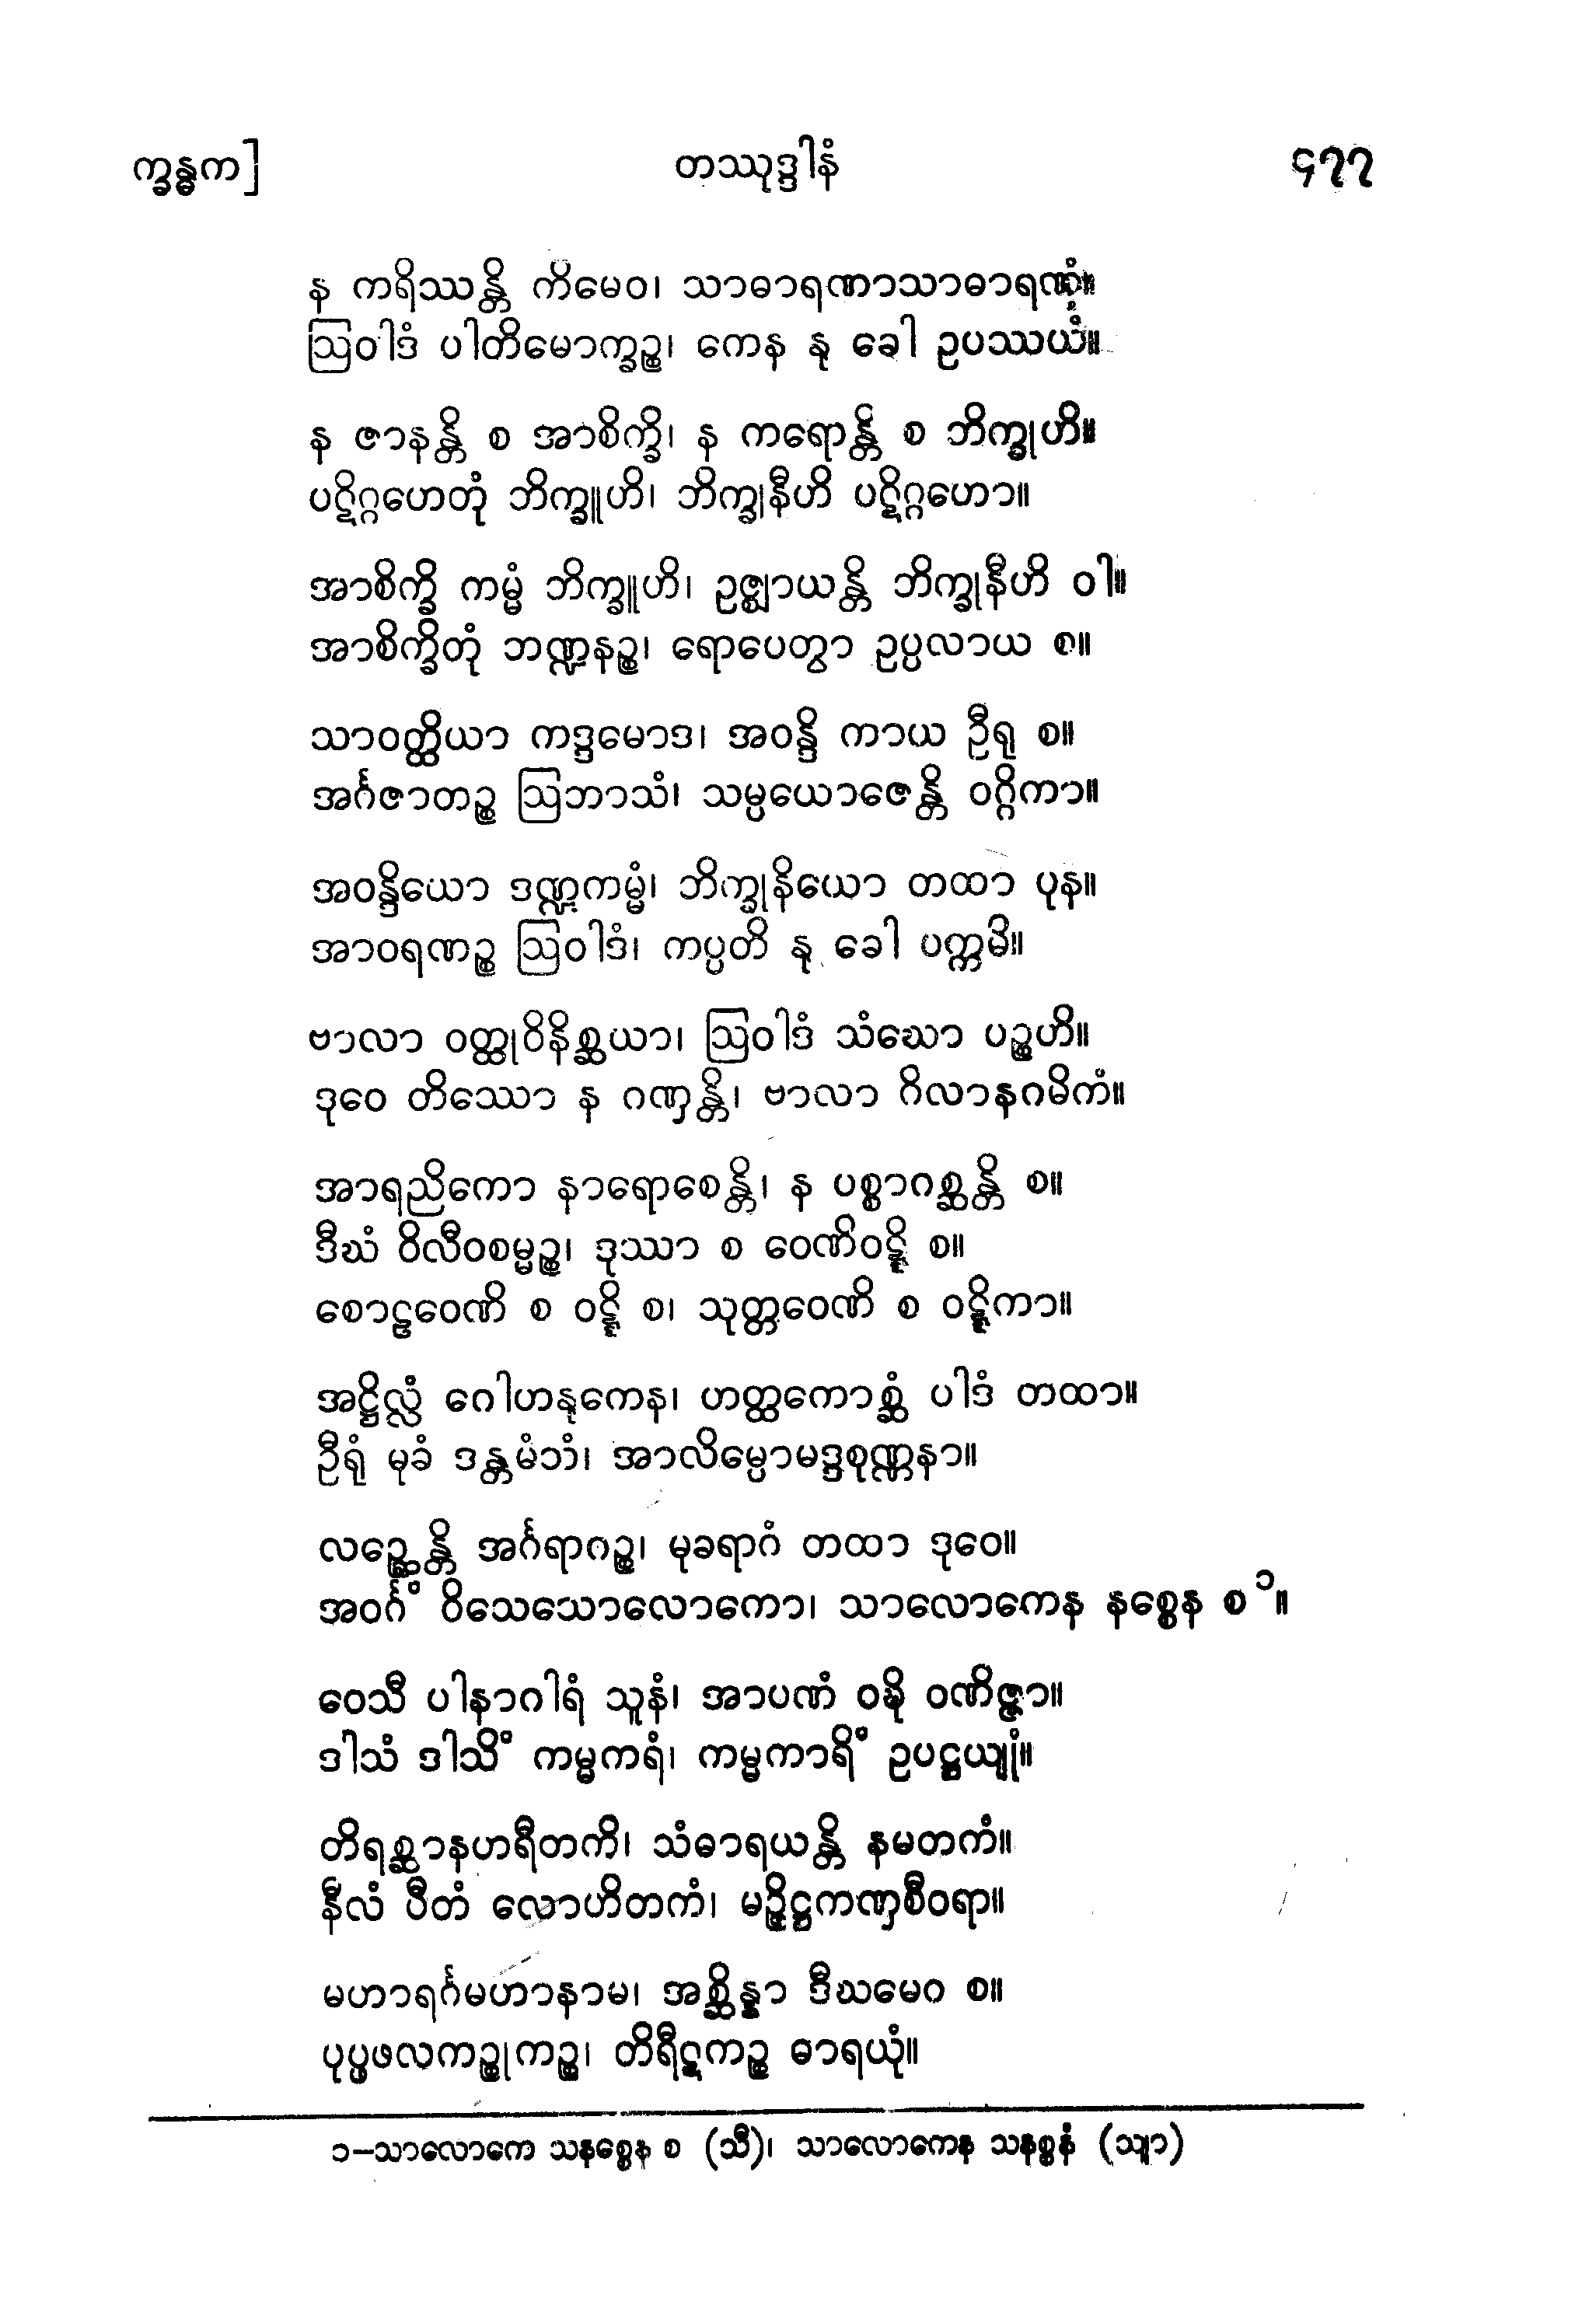 က္ခန္ဓက] တဿုဒ္ဒါနံ ၄၇၇
န ကရိဿန္တိ ကိမေဝ၊ သာဓာရဏာသာဓာရဏံ။
ဩဝါဒံ ပါတိမောက္ခဉ္စ၊ ကေန နု ခေါ ဥပဿယံ။
န ဇာနန္တိ စ အာစိက္ခိ၊ န ကရောန္တိ စ ဘိက္ခုဟိ။
ပဋိဂ္ဂဟေတုံ ဘိက္ခူဟိ၊ ဘိက္ခုနီဟိ ပဋိဂ္ဂဟော။
အာစိက္ခိ ကမ္မံ ဘိက္ခူဟိ၊ ဥဇ္ဈာယန္တိ ဘိက္ခုနီဟိ ဝါ။
အာစိက္ခိတုံ ဘဏ္ဍနဉ္စ၊ ရောပေတွာ ဥပ္ပလာယ စ။
သာဝတ္ထိယာ ကဒ္ဒမောဒ၊ အဝန္ဒိ ကာယ ဦရု စ။
အင်္ဂဇာတဉ္စ ဩဘာသံ၊ သမ္ပယောဇေန္တိ ဝဂ္ဂိကာ။
အဝန္ဒိယော ဒဏ္ဍကမ္မံ၊ ဘိက္ခုနိယော တထာ ပုန။
အာဝရဏဉ္စ ဩဝါဒံ၊ ကပ္ပတိ နု ခေါ ပက္ကမိ။
ဗာလာ ဝတ္ထုဝိနိစ္ဆယာ၊ ဩဝါဒံ သံဃော ပဉ္စဟိ။
ဒုဝေ တိဿော န ဂဏှန္တိ၊ ဗာလာ ဂိလာနဂမိကံ။
အာရညိကော နာရောစေန္တိ၊ န ပစ္စာဂစ္ဆန္တိ စ။
ဒီဃံ ဝိလီဝစမ္မဉ္စ၊ ဒုဿာ စ ဝေဏိဝဋ္ဋိ စ။
စောဠဝေဏိ စ ဝဋ္ဋိ စ၊ သုတ္တဝေဏိ စ ဝဋ္ဋိကာ။
အဋ္ဌိလ္လံ ဂေါဟနုကေန၊ ဟတ္ထကောစ္ဆံ ပါဒံ တထာ။
ဦရုံ မုခံ ဒန္တမံသံ၊ အာလိမ္ပောမဒ္ဒစုဏ္ဏနာ။
လဉ္ဆေန္တိ အင်္ဂရာဂဉ္စ၊ မုခရာဂံ တထာ ဒုဝေ။
အဝင်္ဂံ ဝိသေသောလောကော၊ သာလောကေန နစ္စေန စ ၁။
ဝေသီ ပါနာဂါရံ သူနံ၊ အာပဏံ ဝဍ္ဎိ ဝဏိဇ္ဇာ။
ဒါသံ ဒါသိံ ကမ္မကရံ၊ ကမ္မကာရိံ ဥပဋ္ဌယျုံ။
တိရစ္ဆာနဟရီတကိ၊ သံဓာရယန္တိ နမတကံ။
နီလံ ပီတံ လောဟိတကံ၊ မဉ္ဇိဋ္ဌကဏှစီဝရာ။
မဟာရင်္ဂမဟာနာမ၊ အစ္ဆိန္နာ ဒီဃမေဝ စ။
ပုပ္ဖဖလကဉ္စုကဉ္စ၊ တိရီဋကဉ္စ ဓာရယုံ။
၁−သာလောကေ သနစ္စေန စ (သီ)၊ သာလောကေန သနစ္စနံ (သျာ)